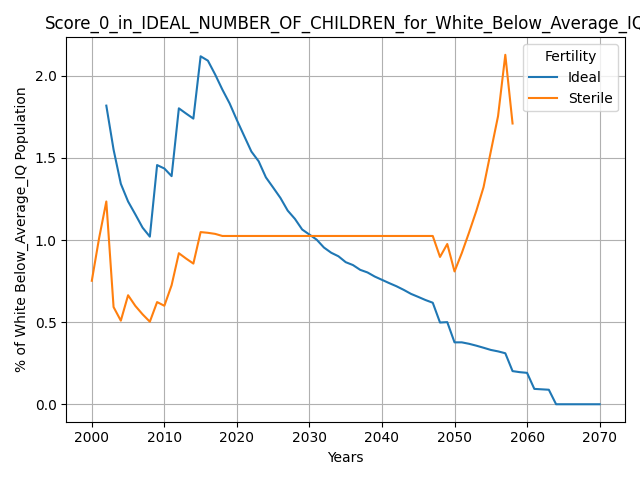 Score_0_in_IDEAL_NUMBER_OF_CHILDREN_for_White_Below_Average_IQ
Fertility
Ideal
Sterile
% of White Below_Average_IQ Population
2.0
1.5
1.0
0.5
0.0
2000 2010 2020 2030 2040 2050 2060 2070
Years